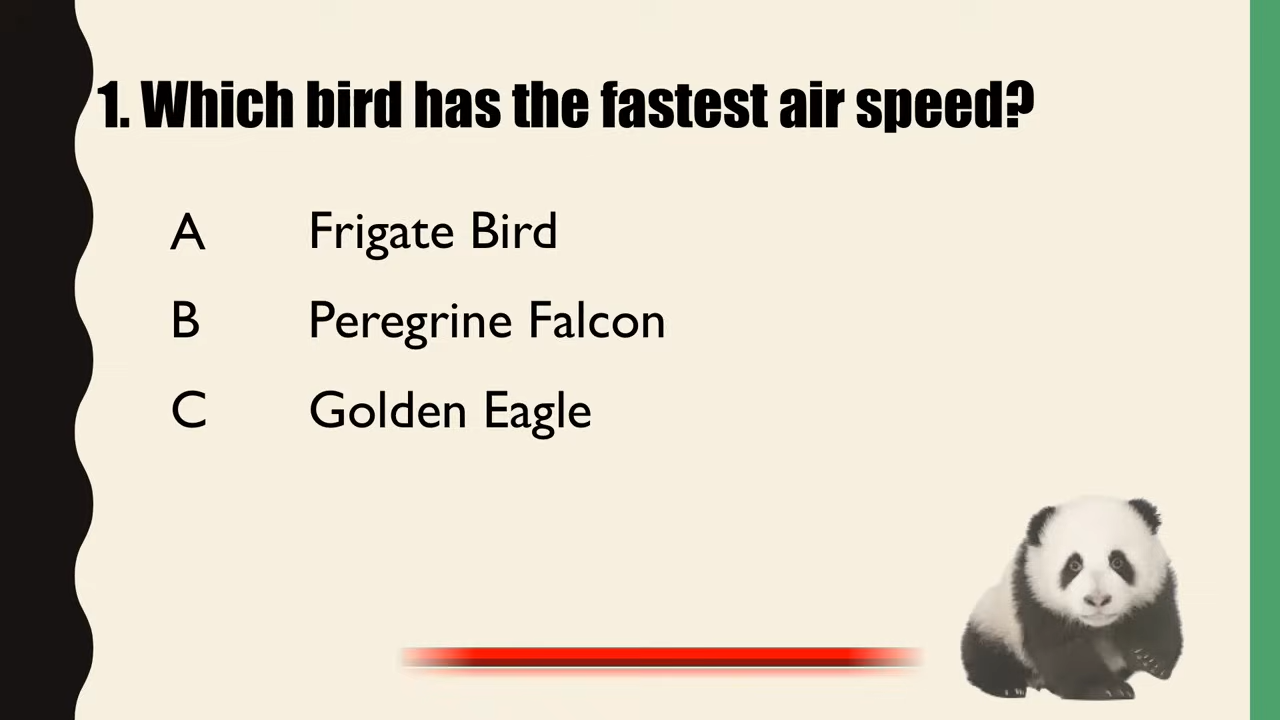 1. Which bird has the fastest air speed?
A Frigate Bird
B Peregrine Falcon
C Golden Eagle